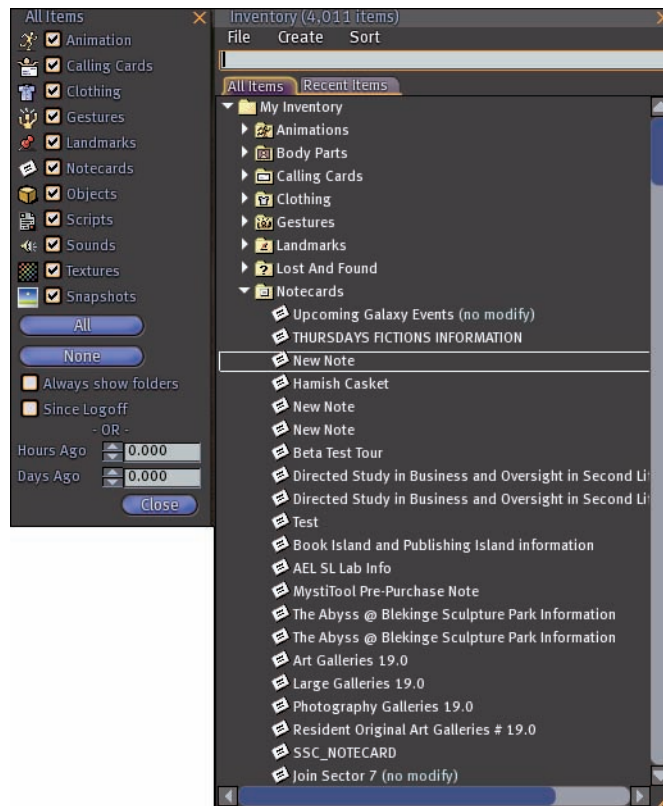 All Items
Animation
Calling Cards
Clothing
Gestures
Landmarks
Notecards
Objects
Scripts
Sounds
Textures
Snapshots
All
None
Always show folders
Since Logoff
- OR -
Hours Ago 0.000
Days Ago 0.000
Close
Inventory (4,011 items)
File Create Sort
All Items Recent Items
My Inventory
Animations
Body Parts
Calling Cards
Clothing
Gestures
Landmarks
Lost And Found
Notecards
Upcoming Galaxy Events (no modify)
THURSDAYS FICTIONS INFORMATION
New Note
Hamish Casket
New Note
New Note
Beta Test Tour
Directed Study in Business and Oversight in Second Li
Directed Study in Business and Oversight in Second Li
Test
Book Island and Publishing Island information
AEL SL Lab Info
MystiTool Pre-Purchase Note
The Abyss @ Blekinge Sculpture Park Information
The Abyss @ Blekinge Sculpture Park Information
Art Galleries 19.0
Large Galleries 19.0
Photography Galleries 19.0
Resident Original Art Galleries # 19.0
SSC_NOTECARD
Join Sector 7 (no modify)